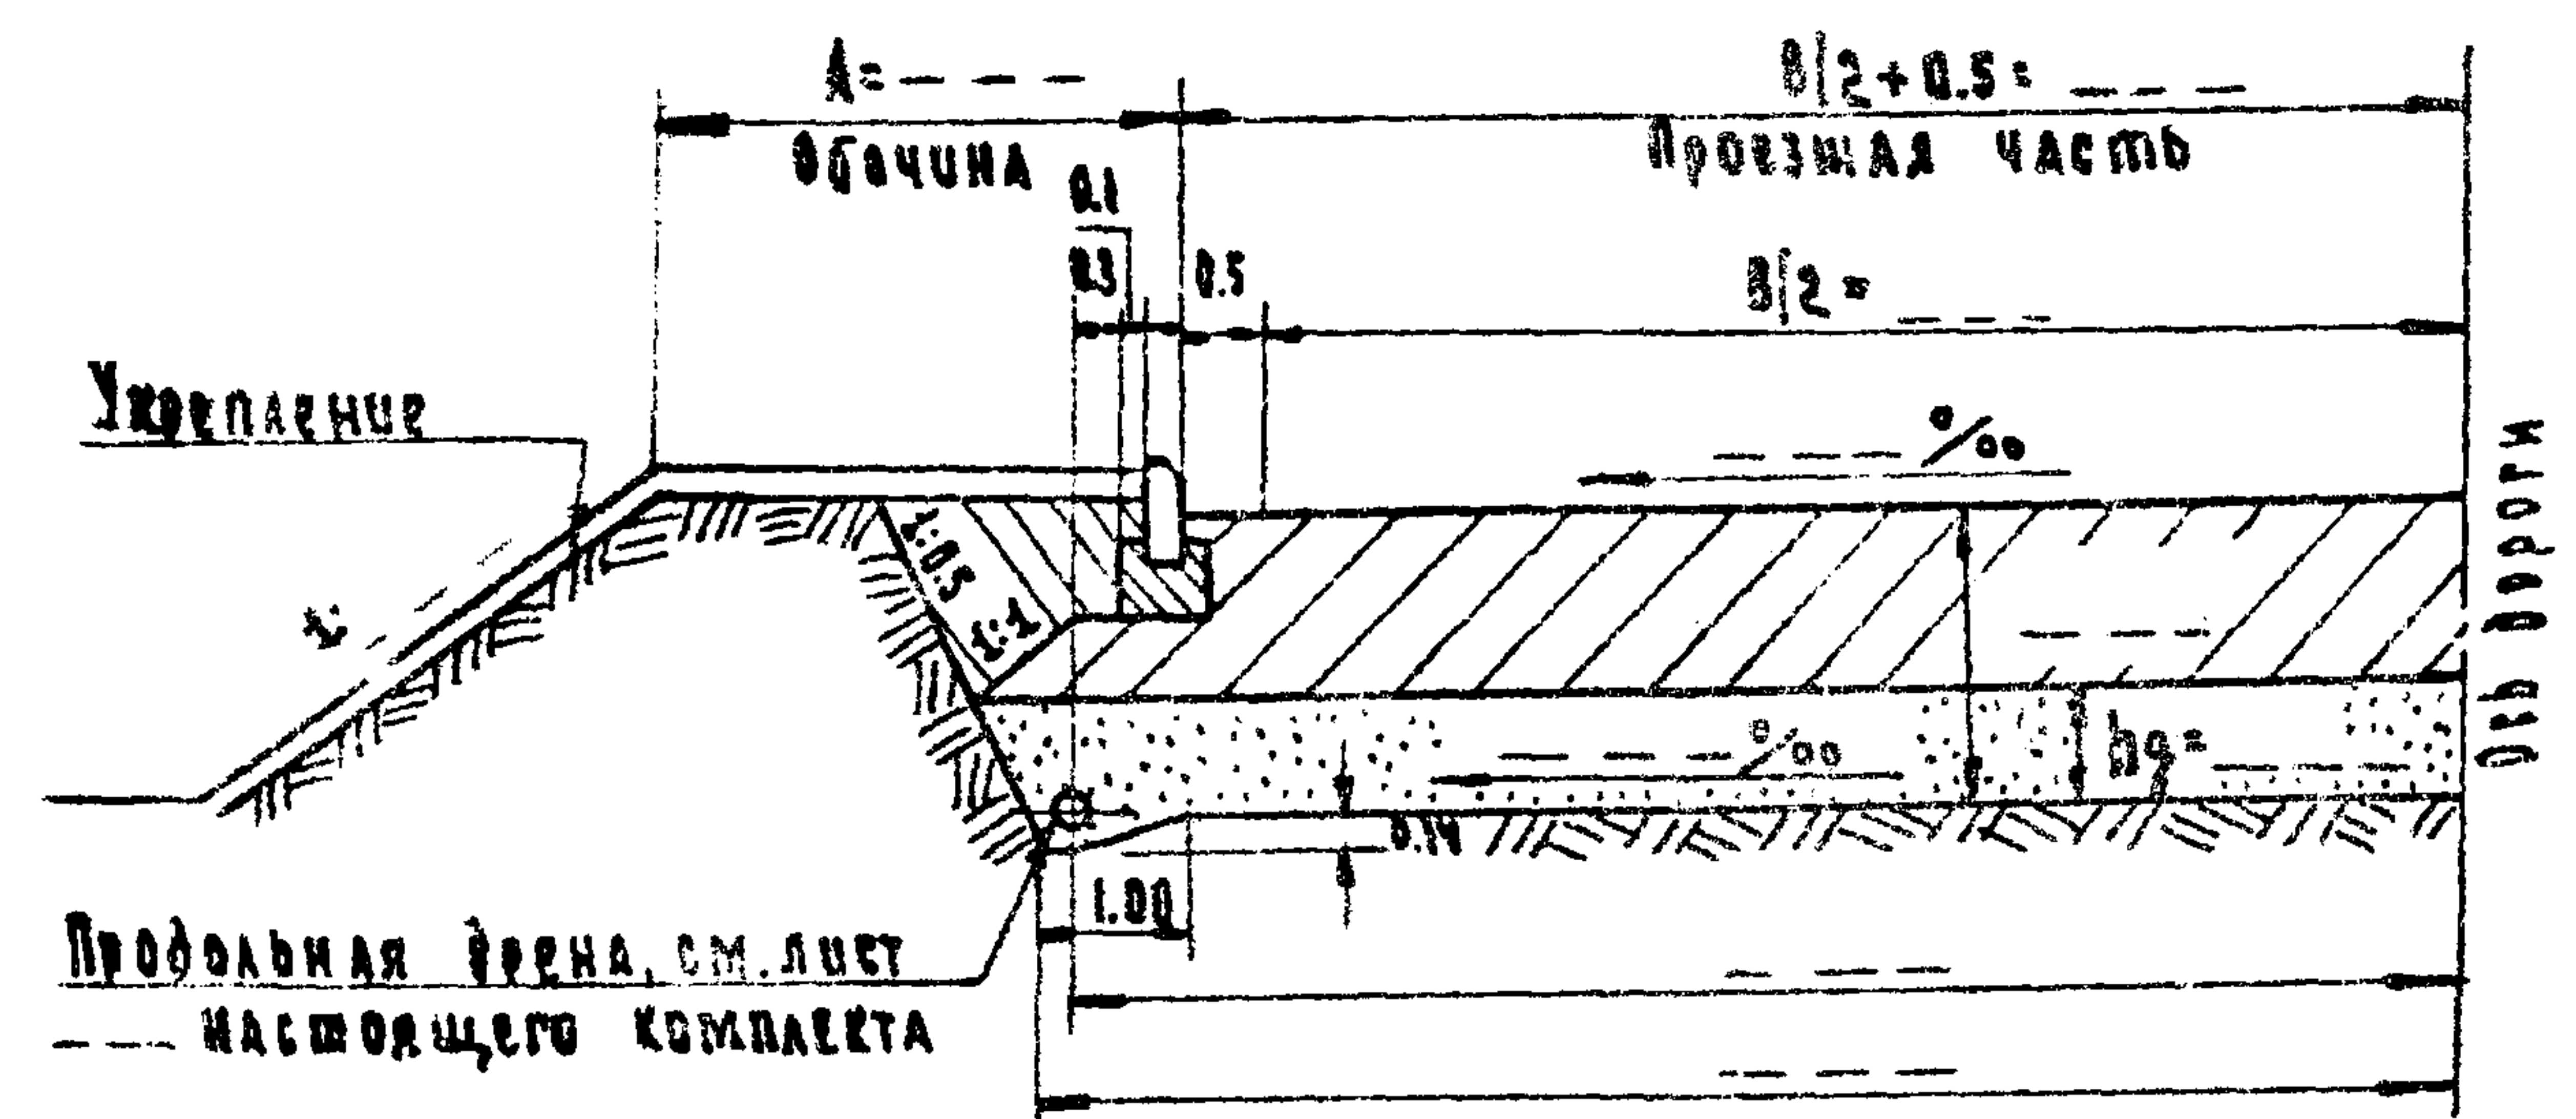 А= – – –
В/2+0.5= – – –
Обочина
Проезжая часть
0.1
0.3
0.5
В/2= – – –
Укрепление
– – – ‰
1:0.5
1:1
1: – – –
– – –
– – – ‰
hg= – – –
0.14
1.00
Продольная дрена, см. лист
– – – настоящего комплекта
– – –
– – –
Ось дороги